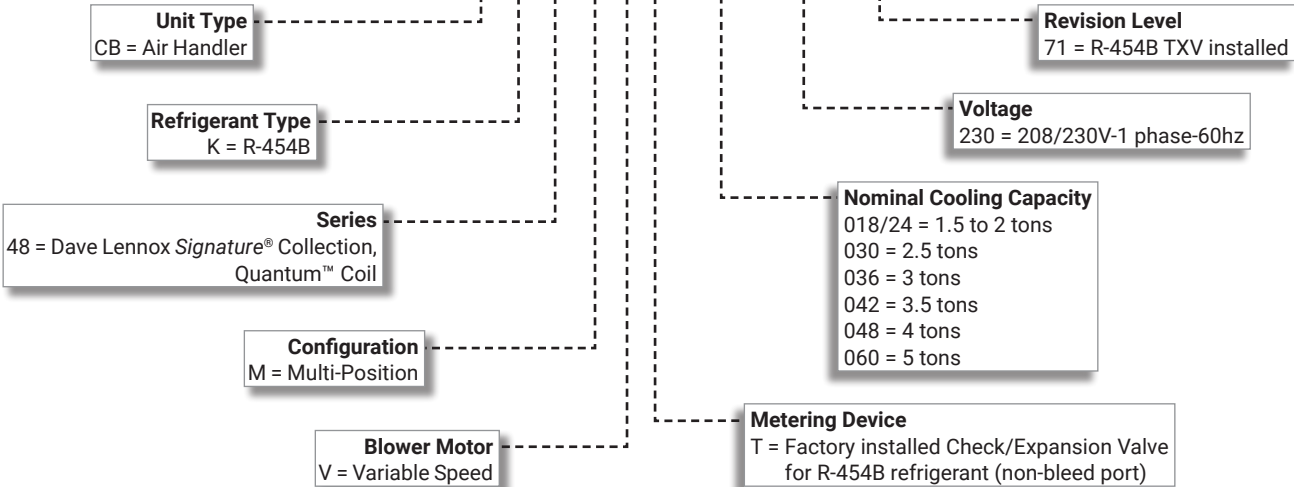 Unit Type
CB = Air Handler
Refrigerant Type
K = R-454B
Series
48 = Dave Lennox Signature® Collection,
Quantum™ Coil
Configuration
M = Multi-Position
Blower Motor
V = Variable Speed
Revision Level
71 = R-454B TXV installed
Voltage
230 = 208/230V-1 phase-60hz
Nominal Cooling Capacity
018/24 = 1.5 to 2 tons
030 = 2.5 tons
036 = 3 tons
042 = 3.5 tons
048 = 4 tons
060 = 5 tons
Metering Device
T = Factory installed Check/Expansion Valve
for R-454B refrigerant (non-bleed port)